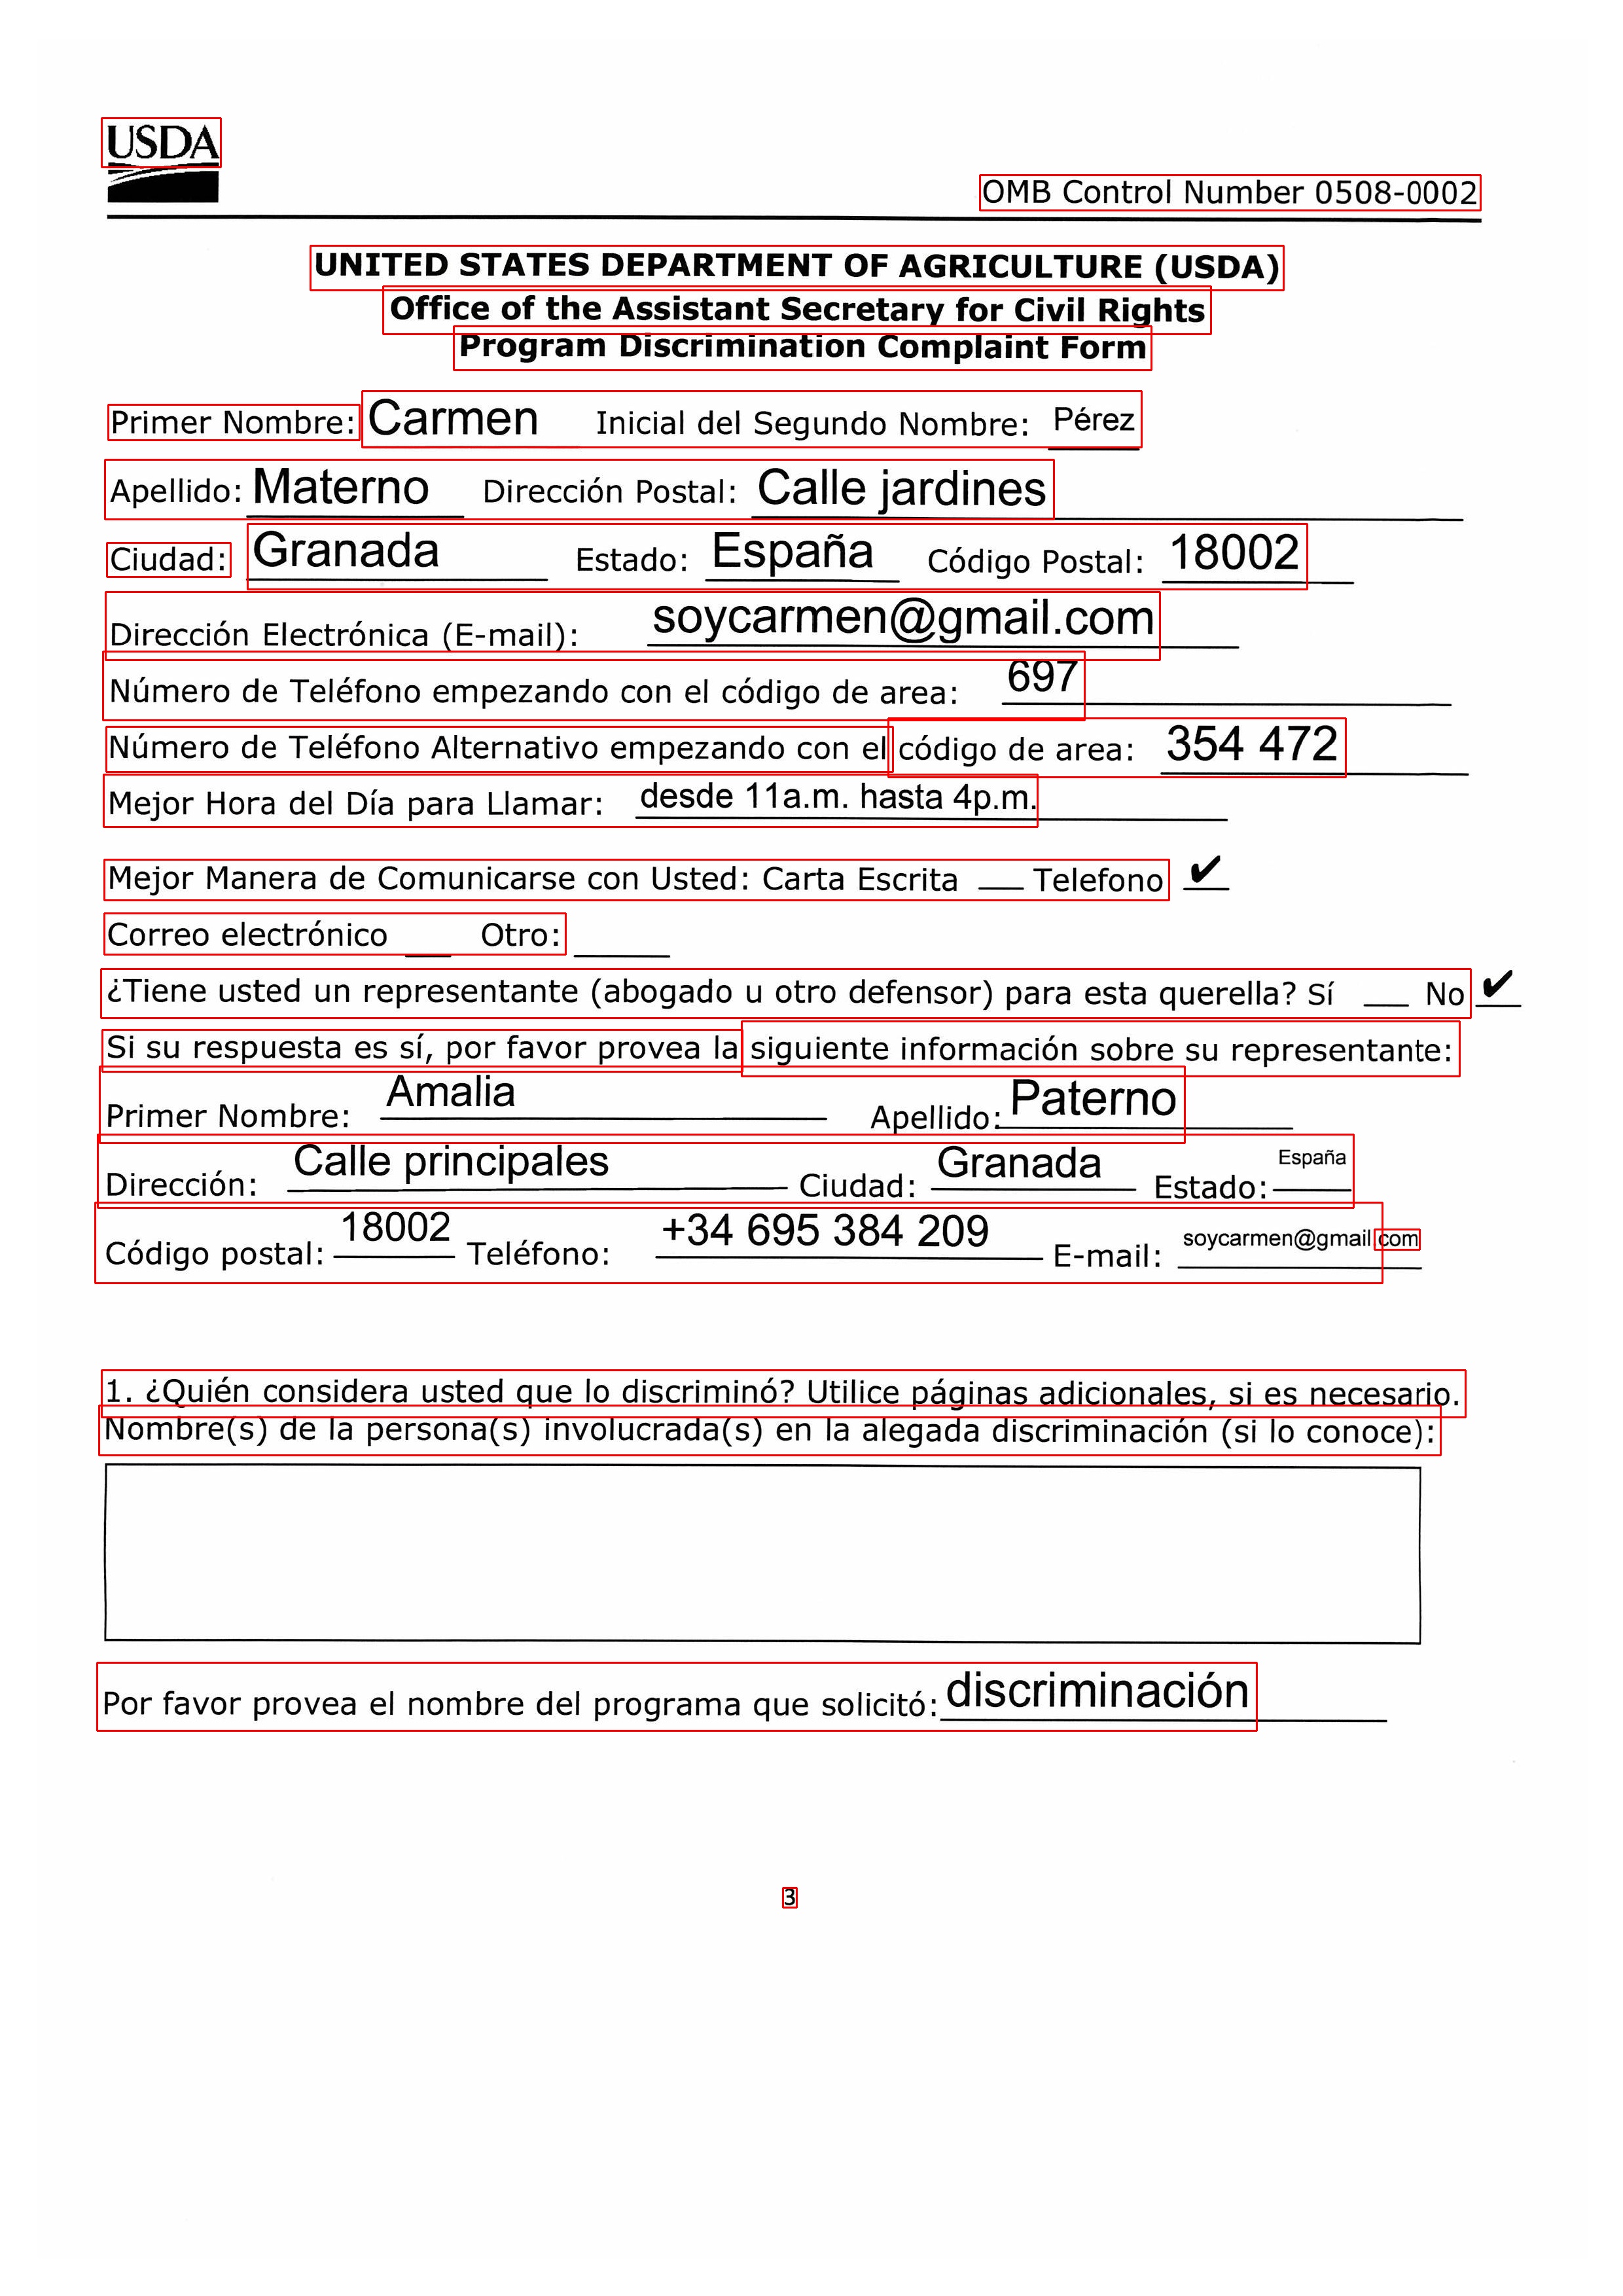 USDA
OMB Control Number 0508-0002
UNITED STATES DEPARTMENT OF AGRICULTURE (USDA)
Office of the Assistant Secretary for Civil Rights
Program Discrimination Complaint Form
Primer Nombre: Carmen Inicial del Segundo Nombre: Pérez
Apellido: Materno Dirección Postal: Calle jardines
Ciudad: Granada Estado: España Código Postal: 18002
Dirección Electrónica (E-mail): soycarmen@gmail.com
Número de Teléfono empezando con el código de area: 697
Número de Teléfono Alternativo empezando con el código de area: 354 472
Mejor Hora del Día para Llamar: desde 11a.m. hasta 4p.m.
Mejor Manera de Comunicarse con Usted: Carta Escrita ___ Telefono ✔
Correo electrónico ___ Otro: ______
¿Tiene usted un representante (abogado u otro defensor) para esta querella? Sí ___ No ✔
Si su respuesta es sí, por favor provea la siguiente información sobre su representante:
Primer Nombre: Amalia Apellido: Paterno
Dirección: Calle principales Ciudad: Granada Estado: España
Código postal: 18002 Teléfono: +34 695 384 209 E-mail: soycarmen@gmail.com
1. ¿Quién considera usted que lo discriminó? Utilice páginas adicionales, si es necesario.
Nombre(s) de la persona(s) involucrada(s) en la alegada discriminación (si lo conoce):
Por favor provea el nombre del programa que solicitó: discriminación
3